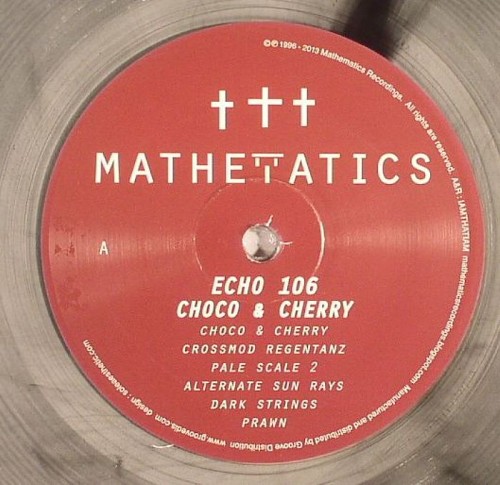 MATHEMATICS
A
ECHO 106
CHOCO & CHERRY
CHOCO & CHERRY
CROSSMOD REGENTANZ
PALE SCALE 2
ALTERNATE SUN RAYS
DARK STRINGS
PRAWN
©℗ 1996 - 2013 Mathematics Recordings. All rights are reserved. A&R : IAMTHATIAM mathematicsrecordings.blogspot.com Manufactured and distributed by Groove Distribution www.groovedis.com design : soleaesthetic.com